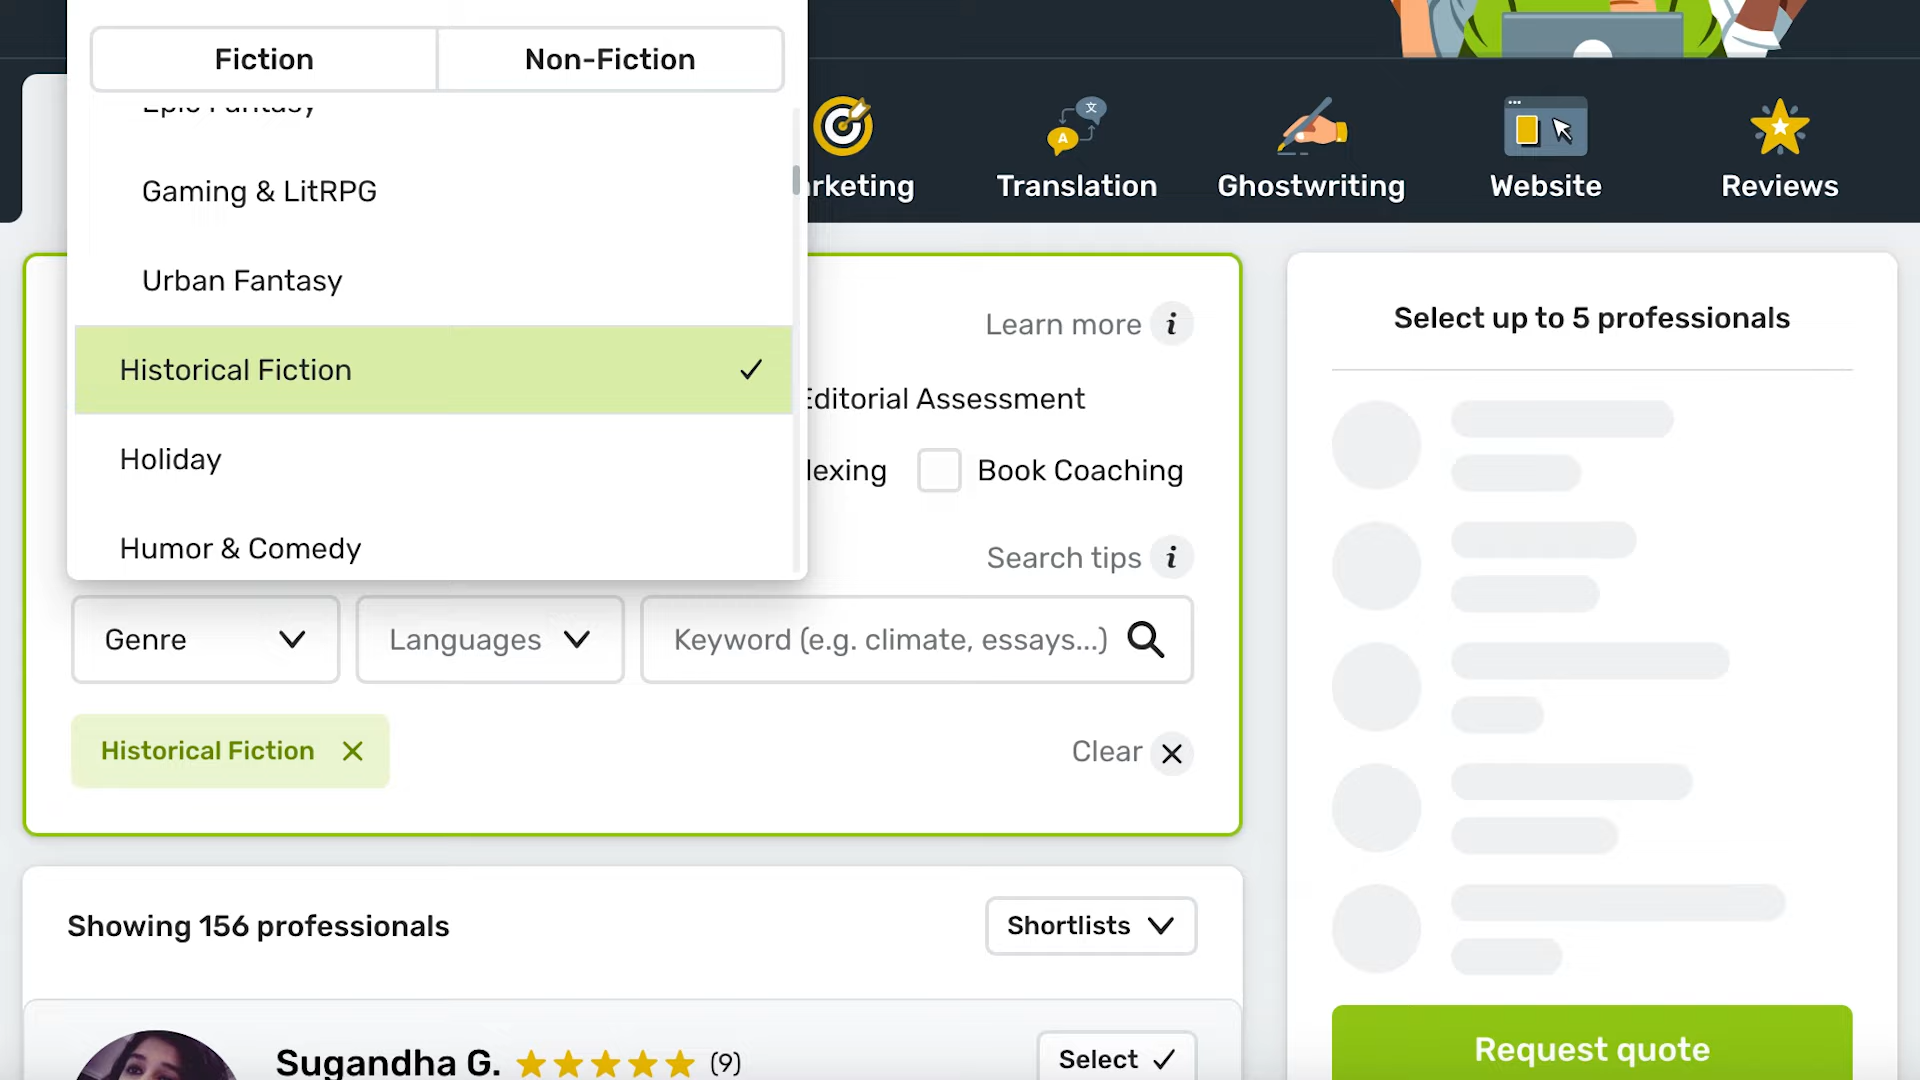 Fiction
Non-Fiction
Epic Fantasy
Gaming & LitRPG
Urban Fantasy
Historical Fiction
Holiday
Humor & Comedy
rketing
Translation
Ghostwriting
Website
Reviews
Learn more
Editorial Assessment
lexing
Book Coaching
Search tips
Genre
Languages
Keyword (e.g. climate, essays...)
Historical Fiction
Clear
Showing 156 professionals
Shortlists
Sugandha G.
(9)
Select
Select up to 5 professionals
Request quote